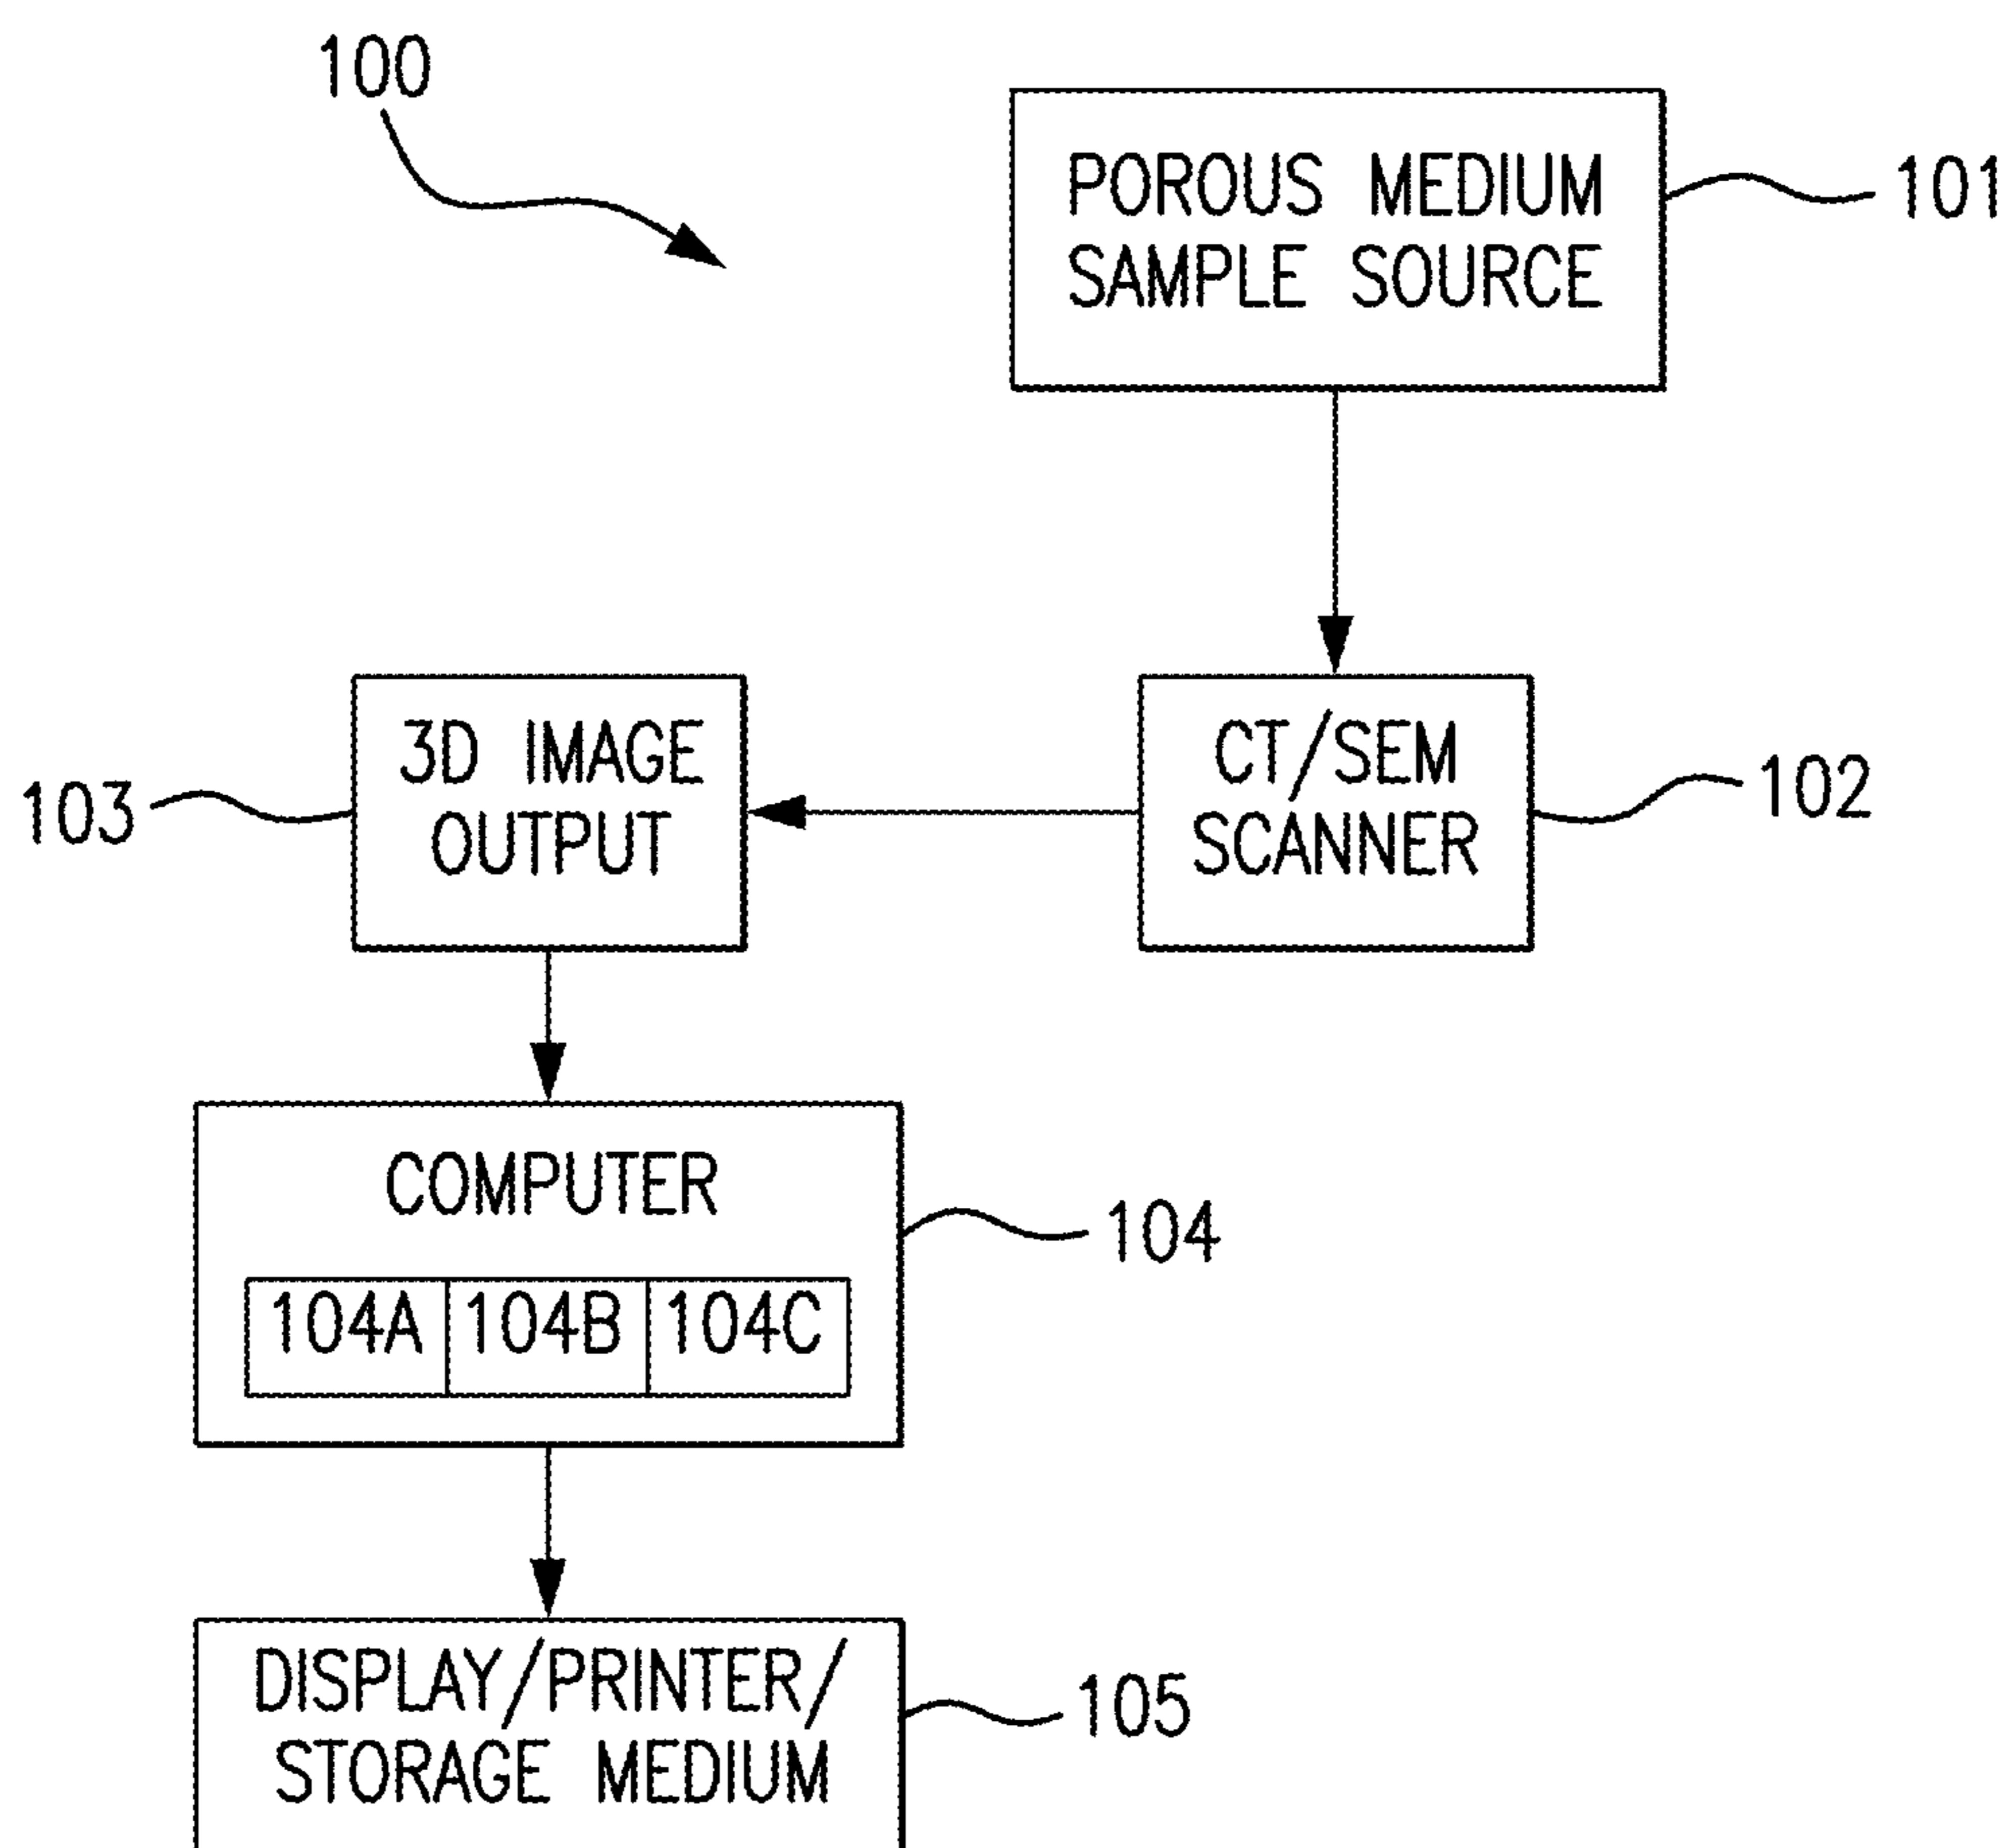 100
POROUS MEDIUM
SAMPLE SOURCE
101
3D IMAGE
OUTPUT
103
CT/SEM
SCANNER
102
COMPUTER
104
104A 104B 104C
DISPLAY/PRINTER/
STORAGE MEDIUM
105